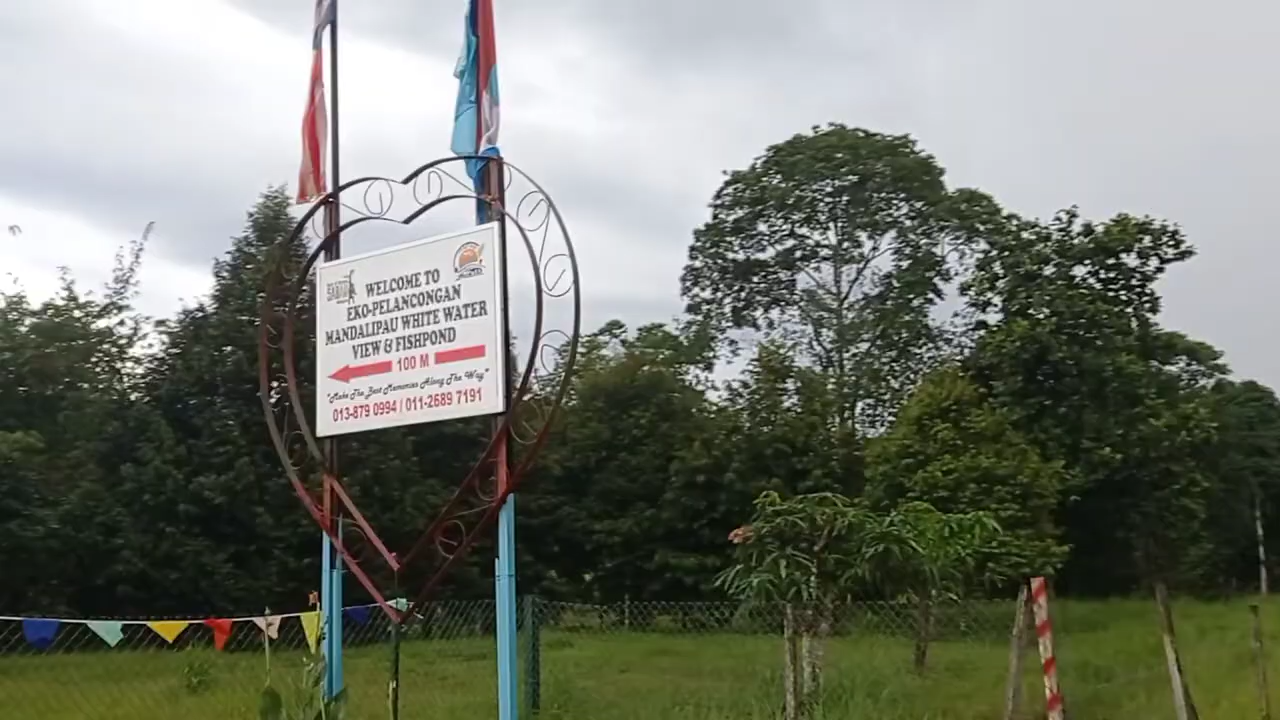 WELCOME TO
EKO-PELANCONGAN
MANDALIPAU WHITE WATER
VIEW & FISHPOND
100 M
"Make The Best Memories Along The Way"
013-879 0994 / 011-2689 7191